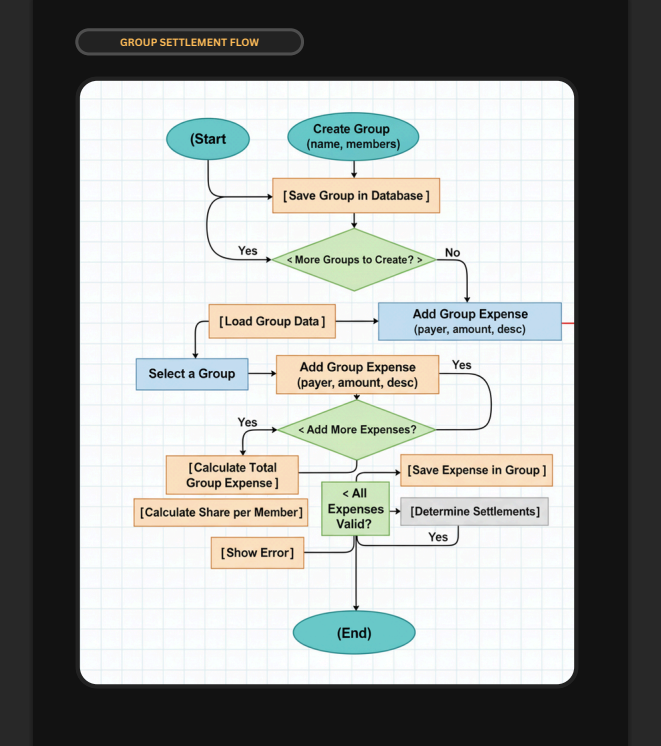 GROUP SETTLEMENT FLOW
(Start
Create Group
(name, members)
[Save Group in Database ]
Yes
< More Groups to Create? >
No
[Load Group Data]
Add Group Expense
(payer, amount, desc)
Select a Group
Add Group Expense
(payer, amount, desc)
Yes
Yes
< Add More Expenses?
[Calculate Total
Group Expense ]
[Save Expense in Group]
< All
Expenses
Valid?
[Calculate Share per Member]
[Determine Settlements]
Yes
[Show Error]
(End)